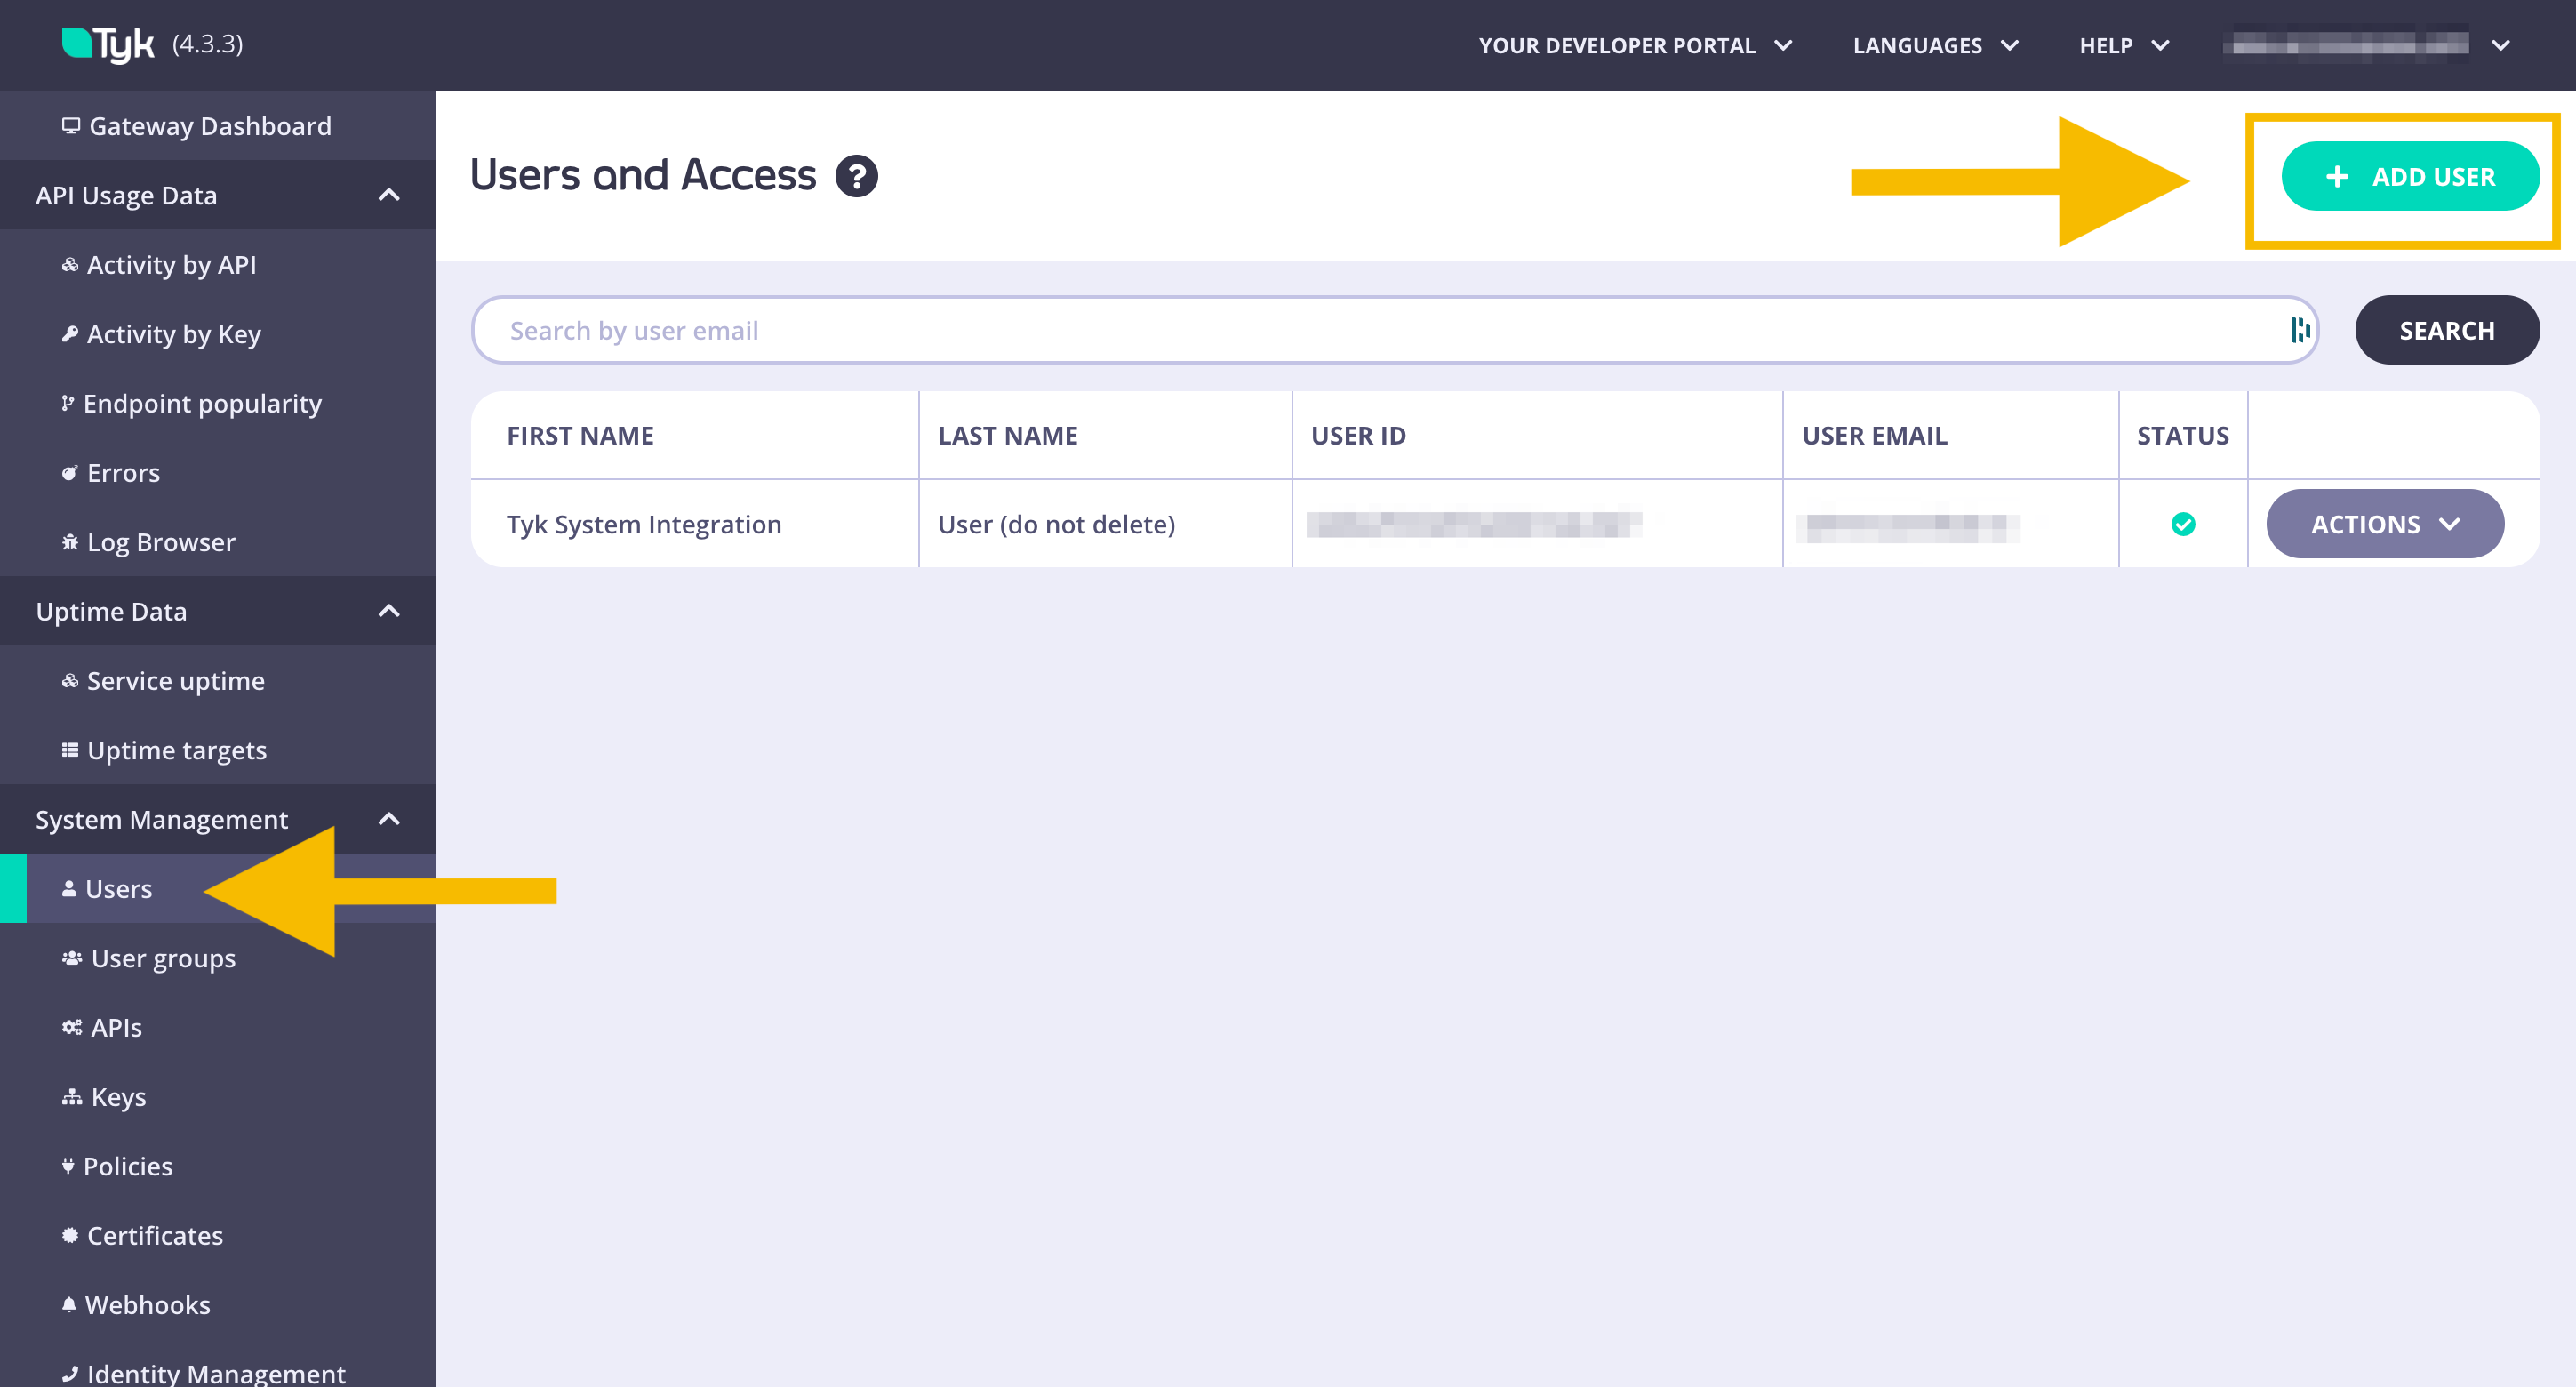 Tyk (4.3.3)
YOUR DEVELOPER PORTAL
LANGUAGES
HELP
Gateway Dashboard
API Usage Data
Activity by API
Activity by Key
Endpoint popularity
Errors
Log Browser
Uptime Data
Service uptime
Uptime targets
System Management
Users
User groups
APIs
Keys
Policies
Certificates
Webhooks
Identity Management
Users and Access ?
+ ADD USER
Search by user email
SEARCH
FIRST NAME LAST NAME USER ID USER EMAIL STATUS
Tyk System Integration User (do not delete) ACTIONS